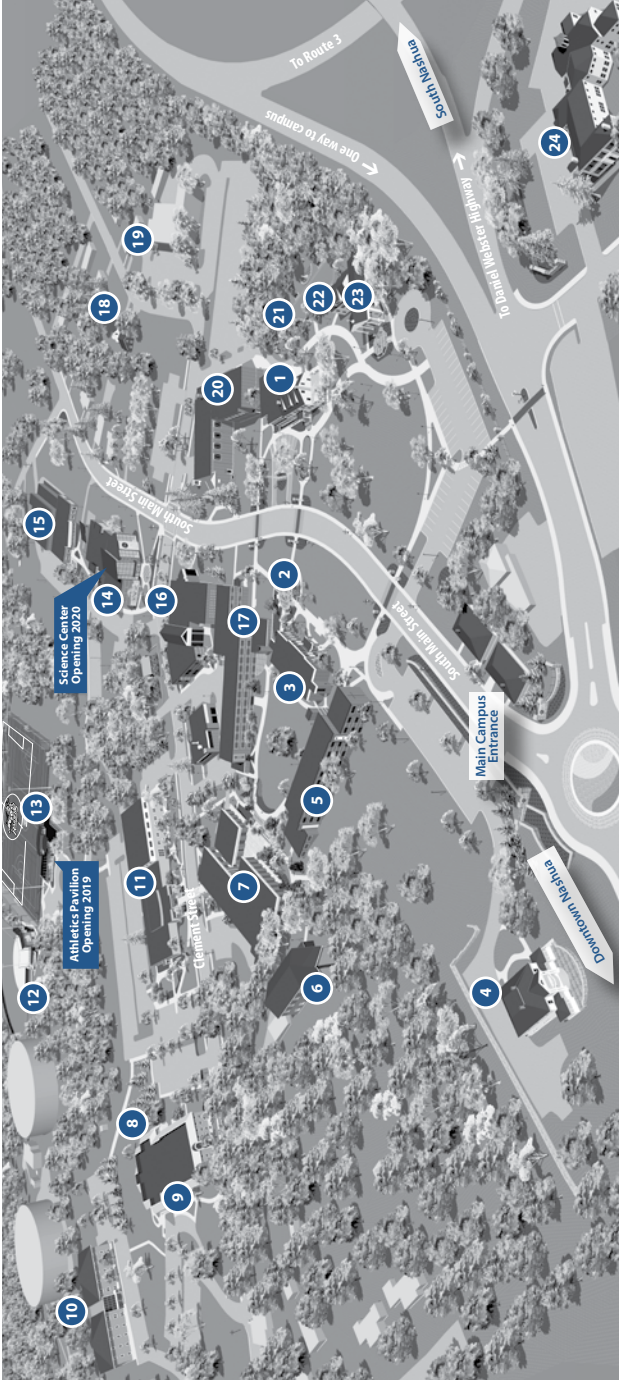 To Route 3
One way to campus
South Nashua
To Daniel Webster Highway
24
19
18
21
22
23
20
1
15
South Main Street
14
16
Science Center
Opening 2020
17
2
3
South Main Street
Main Campus
Entrance
5
13
Athletics Pavilion
Opening 2019
11
7
Clement Street
12
6
4
Downtown Nashua
8
9
10